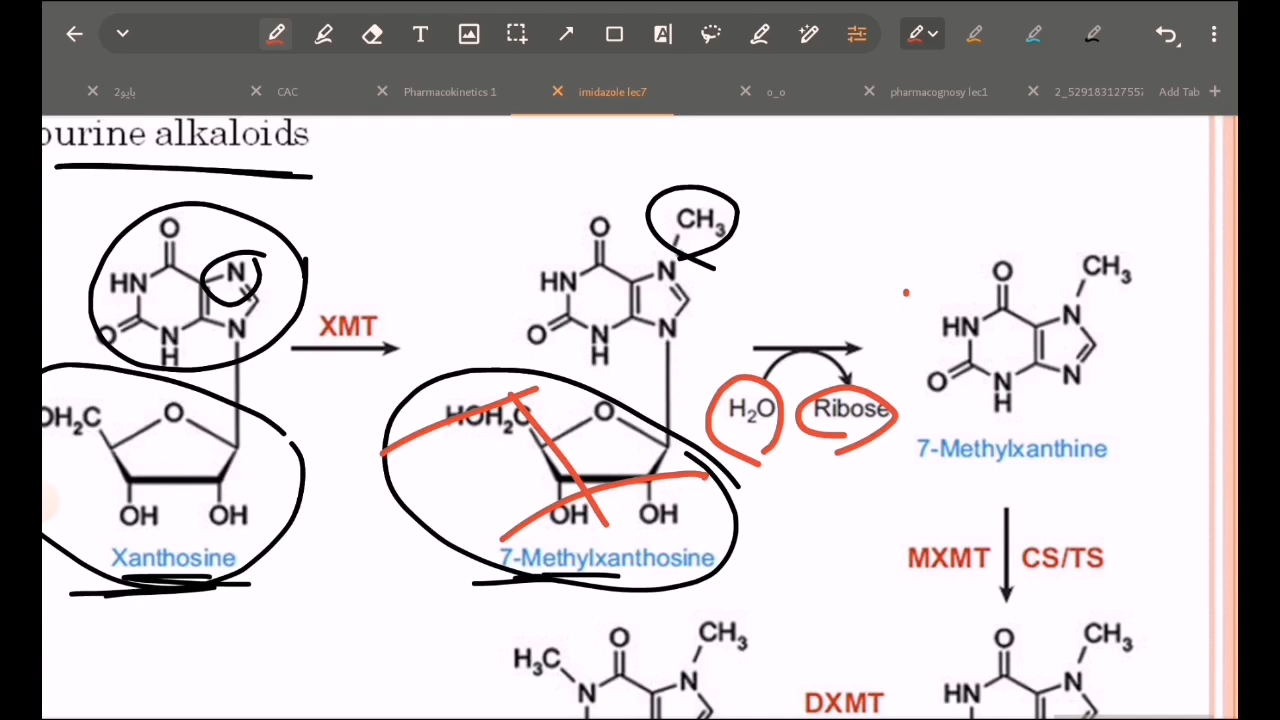 بايو2
CAC
Pharmacokinetics 1
imidazole lec7
o_o
pharmacognosy lec1
Add Tab +
purine alkaloids
O
HN
N
O
N
H
N
XMT
OH₂C
O
OH
OH
Xanthosine
O
CH₃
HN
N
O
N
H
N
HOH₂C
O
OH
OH
7-Methylxanthosine
H₂O
Ribose
O
CH₃
HN
N
O
N
H
N
7-Methylxanthine
MXMT
CS/TS
O
CH₃
H₃C
N
N
DXMT
O
CH₃
HN
N